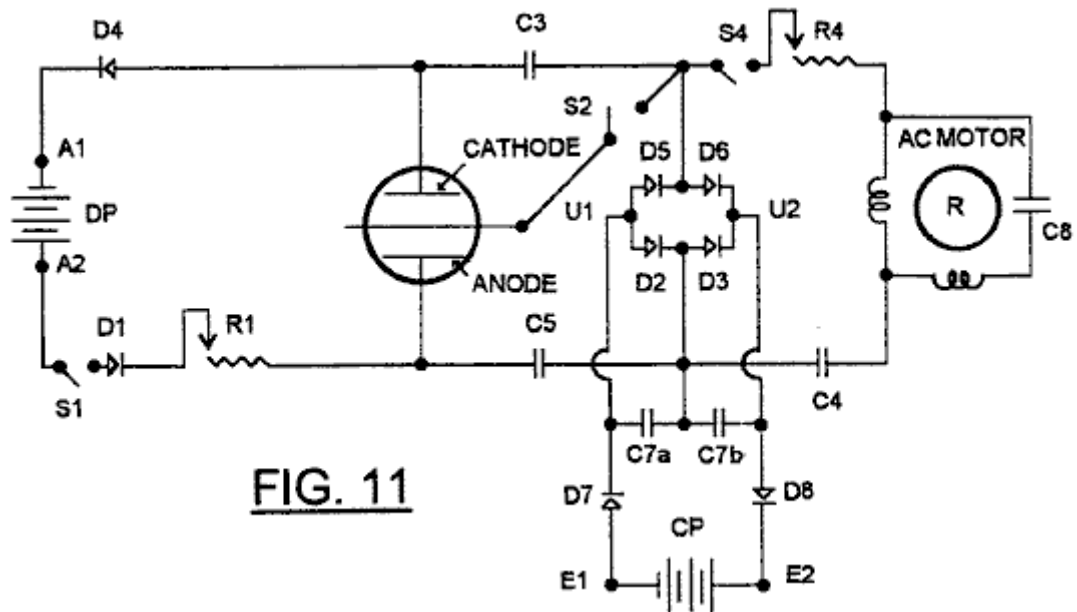 D4
C3
S4
R4
S2
A1
CATHODE
D5
D6
AC MOTOR
DP
U1
U2
R
C8
A2
ANODE
D2
D3
D1
R1
C5
S1
C4
C7a
C7b
FIG. 11
D7
D8
CP
E1
E2